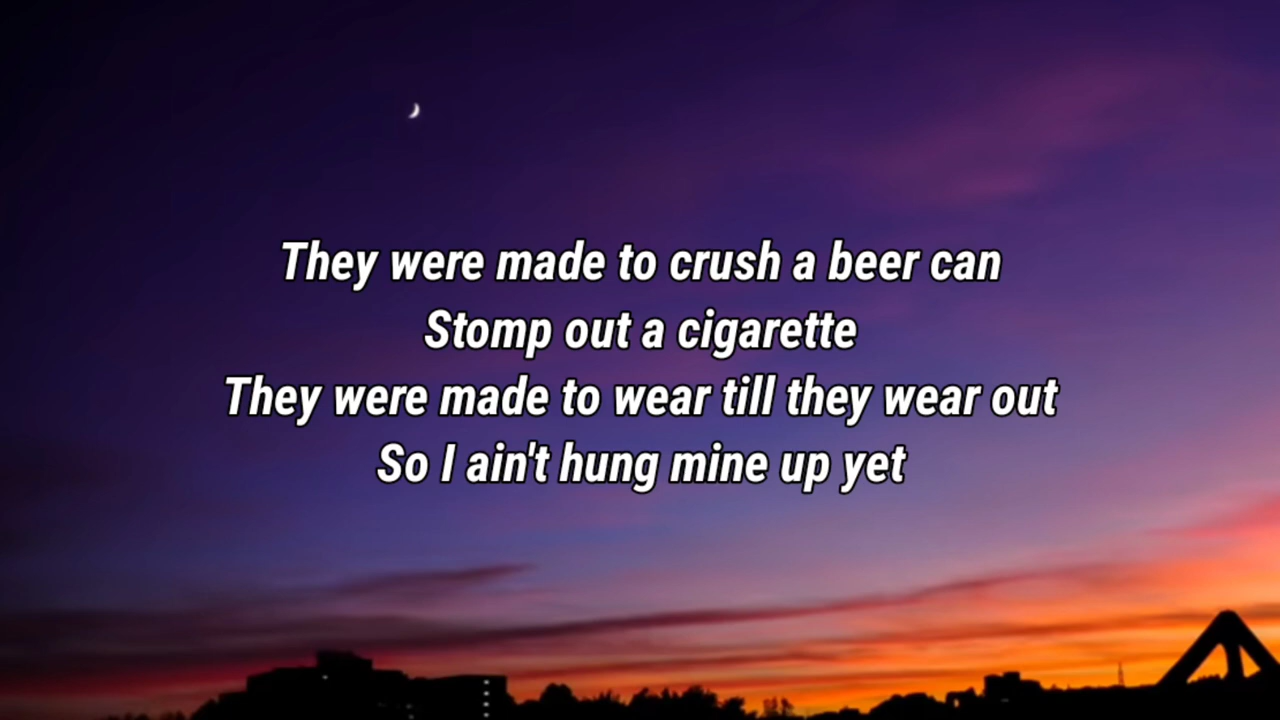 They were made to crush a beer can
Stomp out a cigarette
They were made to wear till they wear out
So I ain't hung mine up yet